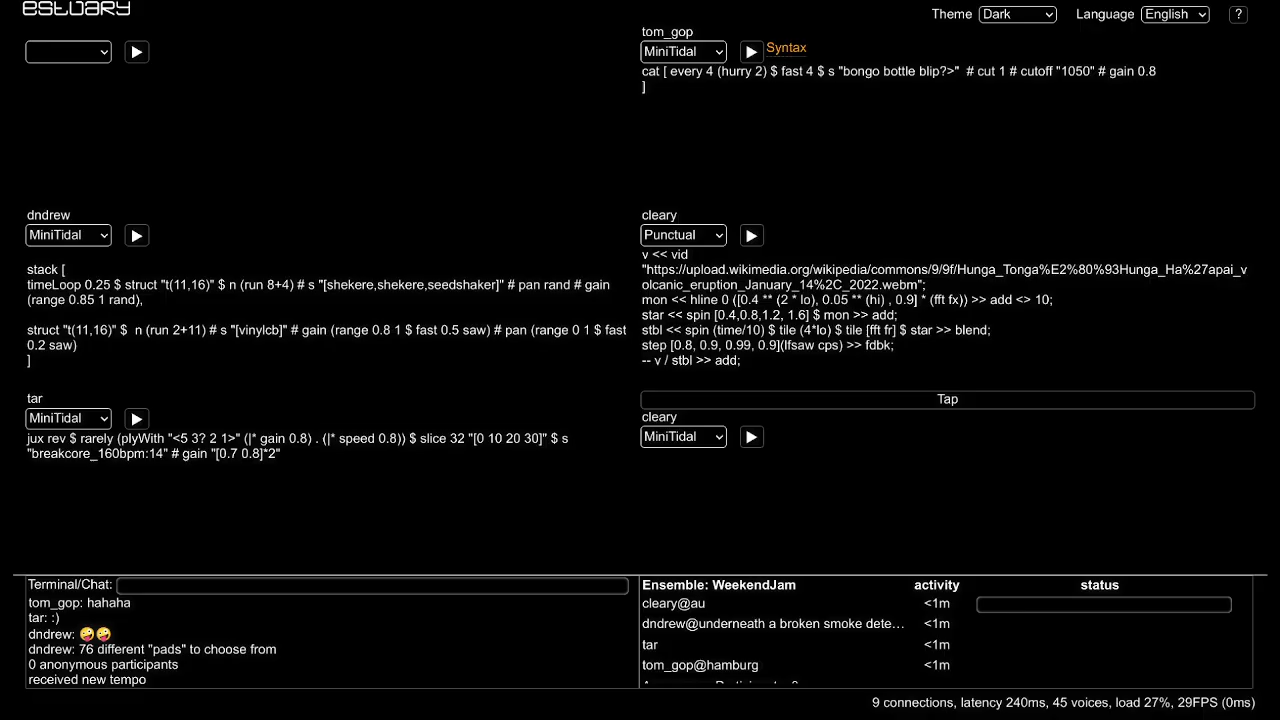 estuary
Theme Dark Language English ?
tom_gop
MiniTidal Syntax
cat [ every 4 (hurry 2) $ fast 4 $ s "bongo bottle blip?>" # cut 1 # cutoff "1050" # gain 0.8
]
dndrew
MiniTidal
stack [
timeLoop 0.25 $ struct "t(11,16)" $ n (run 8+4) # s "[shekere,shekere,seedshaker]" # pan rand # gain
(range 0.85 1 rand),
struct "t(11,16)" $ n (run 2+11) # s "[vinylcb]" # gain (range 0.8 1 $ fast 0.5 saw) # pan (range 0 1 $ fast
0.2 saw)
]
cleary
Punctual
v << vid
"https://upload.wikimedia.org/wikipedia/commons/9/9f/Hunga_Tonga%E2%80%93Hunga_Ha%27apai_v
olcanic_eruption_January_14%2C_2022.webm";
mon << hline 0 ([0.4 ** (2 * lo), 0.05 ** (hi) , 0.9] * (fft fx)) >> add <> 10;
star << spin [0.4,0.8,1.2, 1.6] $ mon >> add;
stbl << spin (time/10) $ tile (4*lo) $ tile [fft fr] $ star >> blend;
step [0.8, 0.9, 0.99, 0.9](lfsaw cps) >> fdbk;
-- v / stbl >> add;
tar
MiniTidal
jux rev $ rarely (plyWith "<5 3? 2 1>" (|* gain 0.8) . (|* speed 0.8)) $ slice 32 "[0 10 20 30]" $ s
"breakcore_160bpm:14" # gain "[0.7 0.8]*2"
Tap
cleary
MiniTidal
Terminal/Chat:
tom_gop: hahaha
tar: :)
dndrew: 🤪🤪
dndrew: 76 different "pads" to choose from
0 anonymous participants
received new tempo
Ensemble: WeekendJam activity status
cleary@au <1m
dndrew@underneath a broken smoke dete… <1m
tar <1m
tom_gop@hamburg <1m
9 connections, latency 240ms, 45 voices, load 27%, 29FPS (0ms)